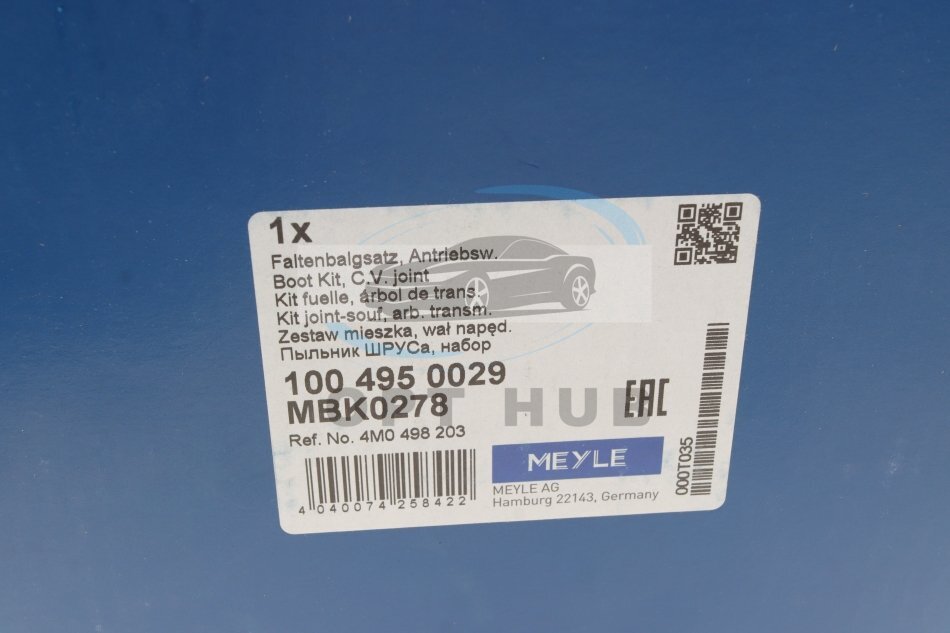 1x
Faltenbalgsatz, Antriebsw.
Boot Kit, C.V. joint
Kit fuelle, árbol de trans.
Kit joint-souf, arb. transm.
Zestaw mieszka, wał napęd.
Пыльник ШРУСа, набор
100 495 0029
MBK0278
OPT HUB
EAC
Ref. No. 4M0 498 203
4 040074 258422
MEYLE
MEYLE AG
Hamburg 22143, Germany
000T035